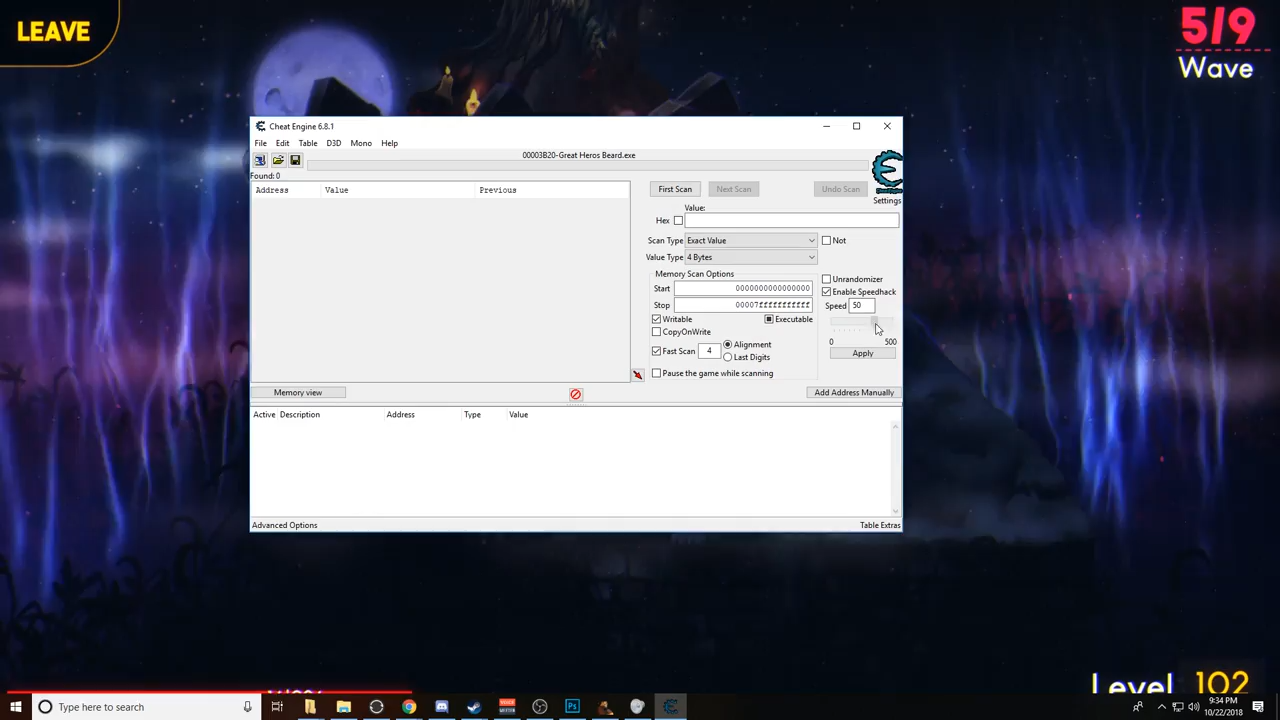 LEAVE
5/9
Wave
Cheat Engine 6.8.1
File Edit Table D3D Mono Help
00003B20-Great Heros Beard.exe
Found: 0
Address Value Previous
First Scan Next Scan Undo Scan
Settings
Value:
Hex
Scan Type Exact Value Not
Value Type 4 Bytes
Memory Scan Options
Unrandomizer
Start 0000000000000000
Enable Speedhack
Stop 00007fffffffffff
Speed 50
Writable Executable
CopyOnWrite
0 500
Fast Scan 4 Alignment
Last Digits
Apply
Pause the game while scanning
Memory view Add Address Manually
Active Description Address Type Value
Advanced Options Table Extras
Level 102
Type here to search
Ps
9:34 PM
10/22/2018